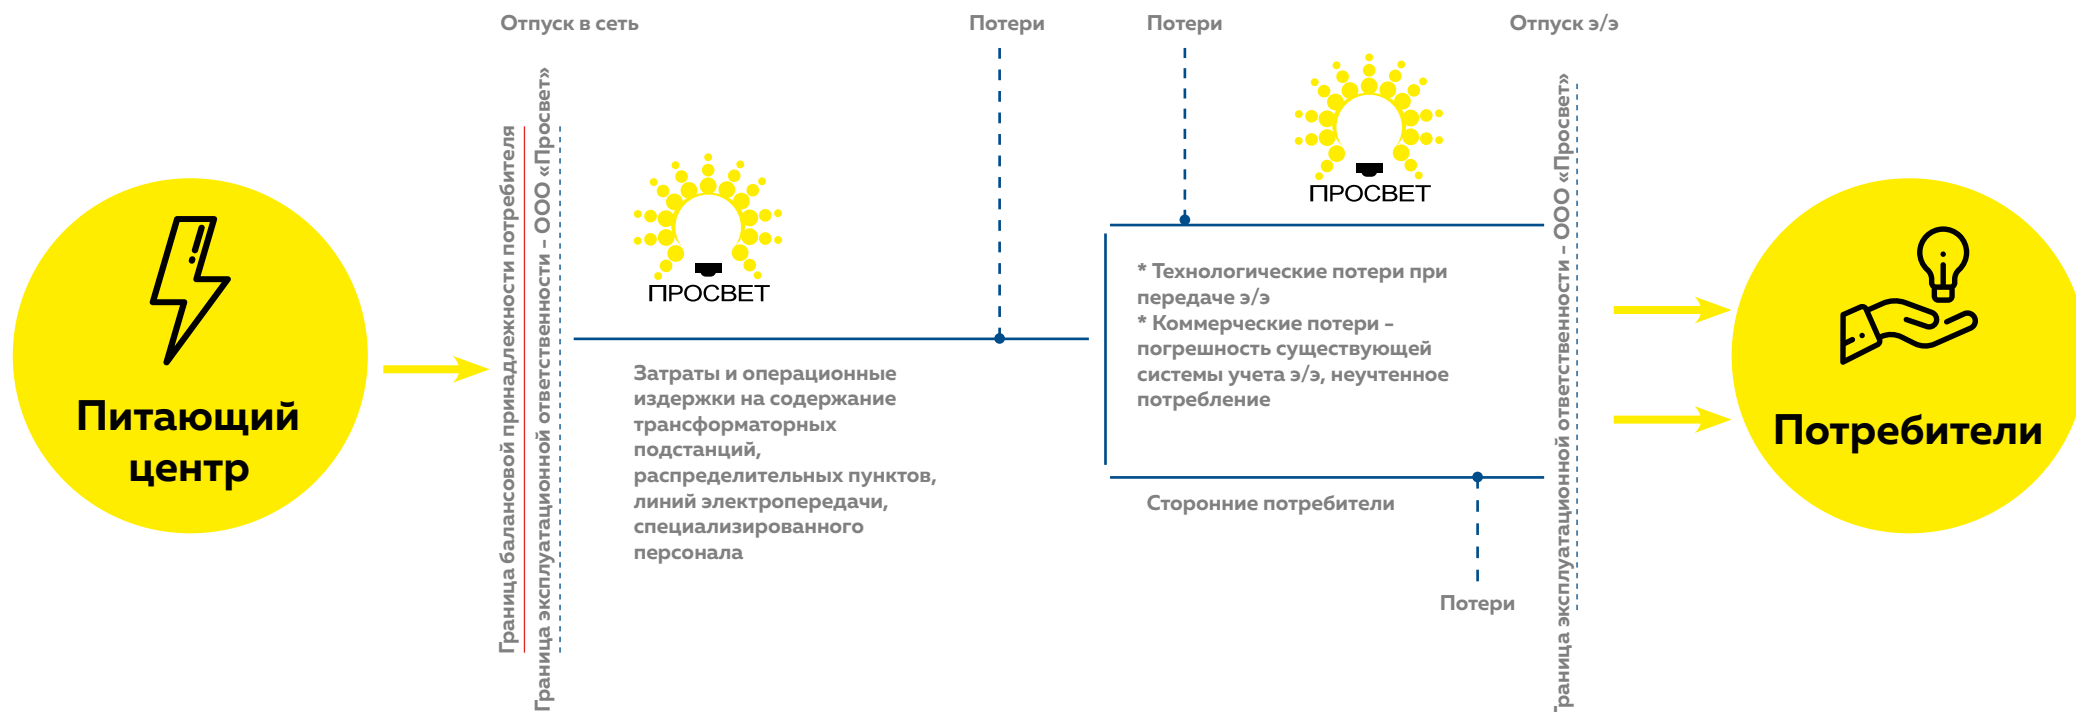 Отпуск в сеть
Потери
Потери
Отпуск э/э
Питающий
центр
Граница балансовой принадлежности потребителя
Граница эксплуатационной ответственности - ООО «Просвет»
ПРОСВЕТ
Затраты и операционные
издержки на содержание
трансформаторных
подстанций,
распределительных пунктов,
линий электропередачи,
специализированного
персонала
ПРОСВЕТ
* Технологические потери при
передаче э/э
* Коммерческие потери -
погрешность существующей
системы учета э/э, неучтенное
потребление
Сторонние потребители
Потери
Граница эксплуатационной ответственности - ООО «Просвет»
Потребители